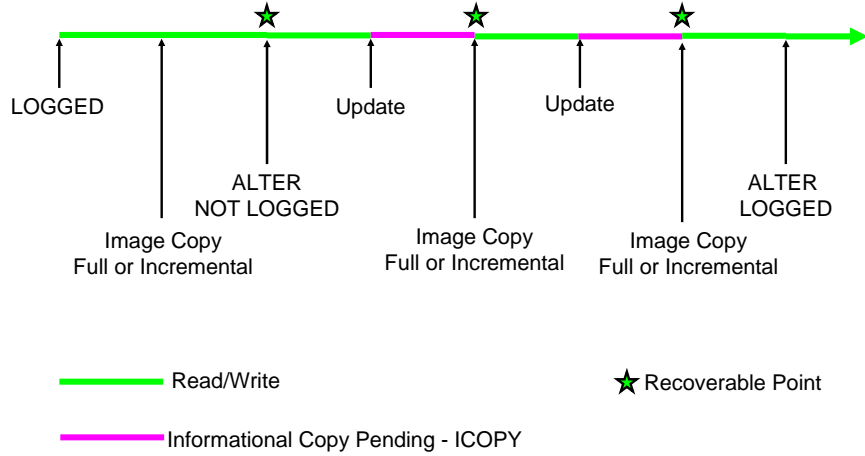 LOGGED
Update
Update
ALTER
NOT LOGGED
ALTER
LOGGED
Image Copy
Full or Incremental
Image Copy
Full or Incremental
Image Copy
Full or Incremental
Read/Write
Recoverable Point
Informational Copy Pending - ICOPY